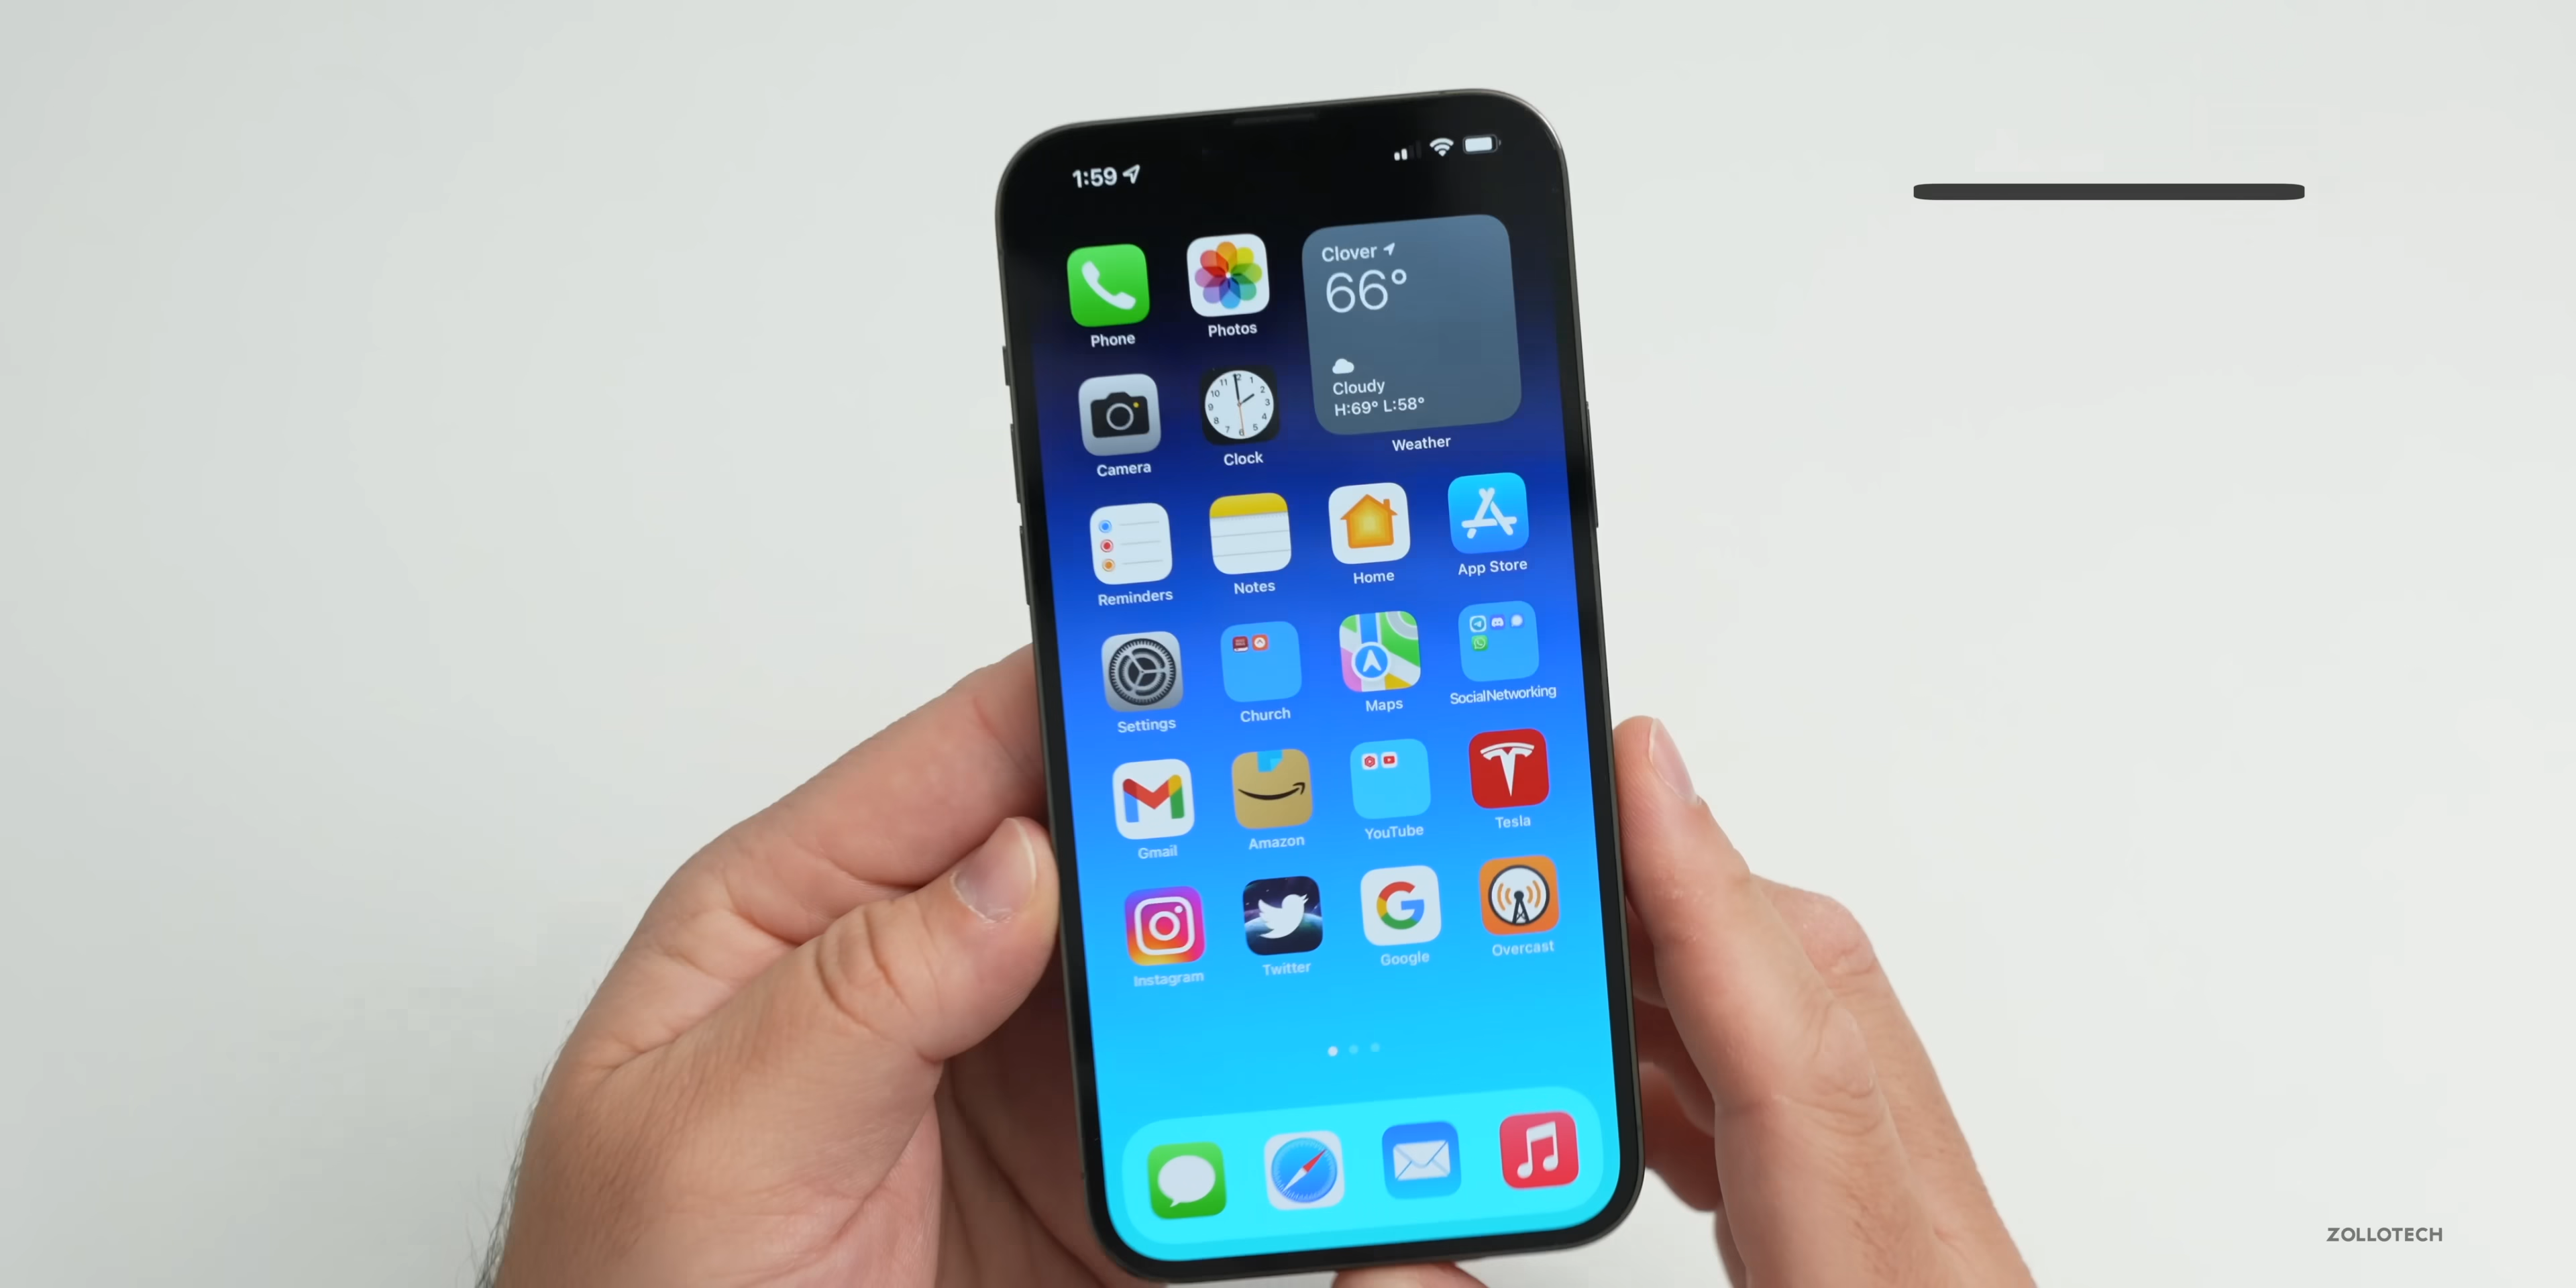 1:59
Clover
66°
Cloudy
H:69° L:58°
Weather
Phone
Photos
Camera
Clock
Reminders
Notes
Home
App Store
Settings
Church
Maps
SocialNetworking
Gmail
Amazon
YouTube
Tesla
Instagram
Twitter
Google
Overcast
ZOLLOTECH